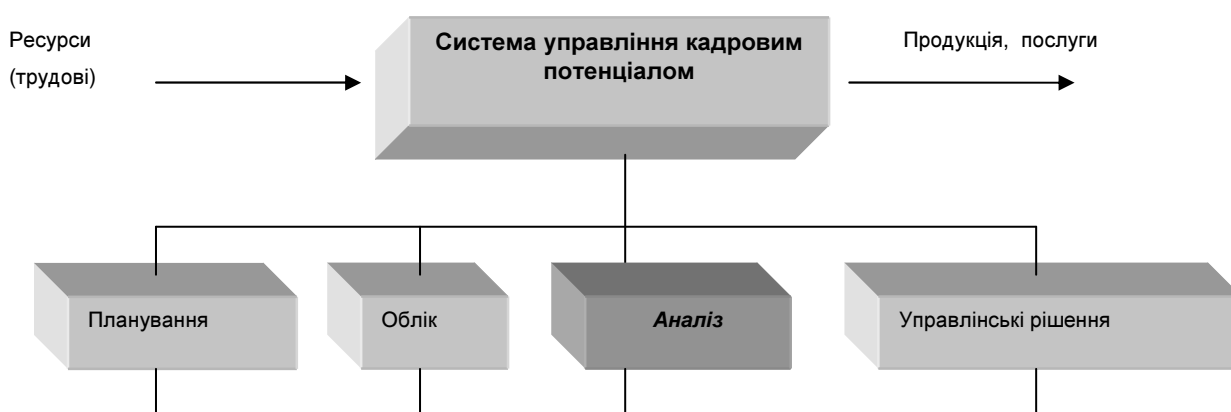 Ресурси
(трудові)
Система управління кадровим
потенціалом
Продукція, послуги
Планування
Облік
Аналіз
Управлінські рішення